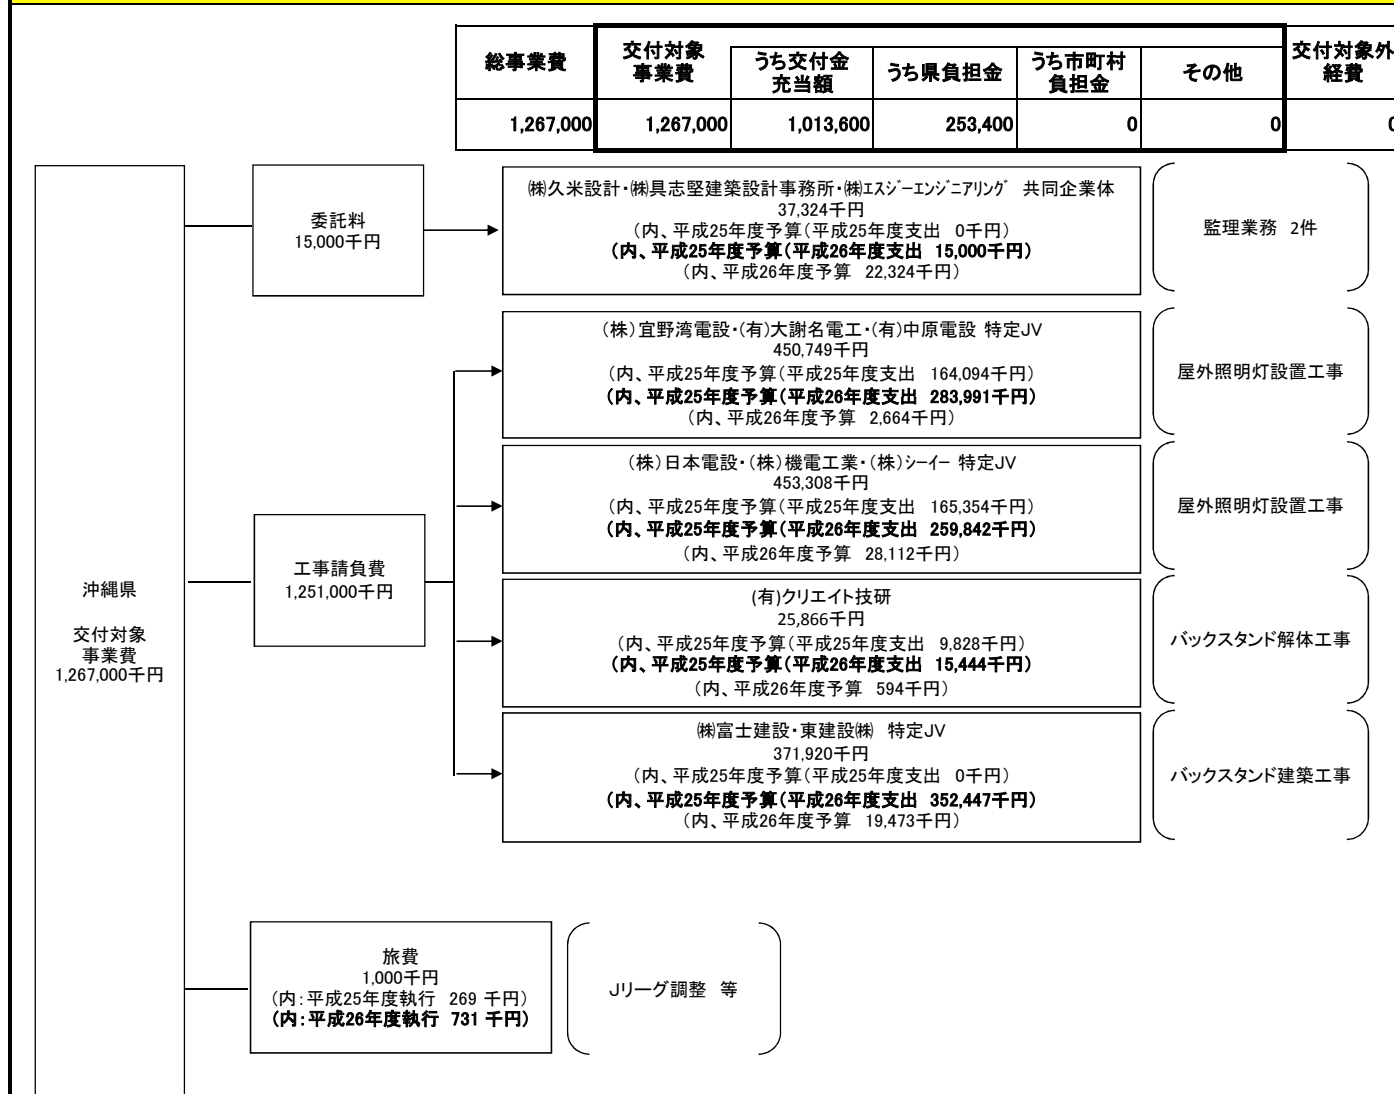 総事業費
交付対象
事業費
うち交付金
充当額
うち県負担金
うち市町村
負担金
その他
交付対象外
経費
1,267,000
1,267,000
1,013,600
253,400
0
0
0
沖縄県
交付対象
事業費
1,267,000千円
委託料
15,000千円
㈱久米設計・㈱具志堅建築設計事務所・㈱ｴｽｼﾞｰｴﾝｼﾞﾆｱﾘﾝｸﾞ 共同企業体
37,324千円
（内、平成25年度予算（平成25年度支出 0千円）
（内、平成25年度予算（平成26年度支出 15,000千円）
（内、平成26年度予算 22,324千円）
監理業務 2件
工事請負費
1,251,000千円
（株）宜野湾電設・（有）大謝名電工・（有）中原電設 特定JV
450,749千円
（内、平成25年度予算（平成25年度支出 164,094千円）
（内、平成25年度予算（平成26年度支出 283,991千円）
（内、平成26年度予算 2,664千円）
屋外照明灯設置工事
（株）日本電設・（株）機電工業・（株）シーイー 特定JV
453,308千円
（内、平成25年度予算（平成25年度支出 165,354千円）
（内、平成25年度予算（平成26年度支出 259,842千円）
（内、平成26年度予算 28,112千円）
屋外照明灯設置工事
(有)クリエイト技研
25,866千円
（内、平成25年度予算（平成25年度支出 9,828千円）
（内、平成25年度予算（平成26年度支出 15,444千円）
（内、平成26年度予算 594千円）
バックスタンド解体工事
㈱富士建設・東建設㈱ 特定JV
371,920千円
（内、平成25年度予算（平成25年度支出 0千円）
（内、平成25年度予算（平成26年度支出 352,447千円）
（内、平成26年度予算 19,473千円）
バックスタンド建築工事
旅費
1,000千円
（内：平成25年度執行 269 千円）
（内：平成26年度執行 731 千円）
Jリーグ調整 等